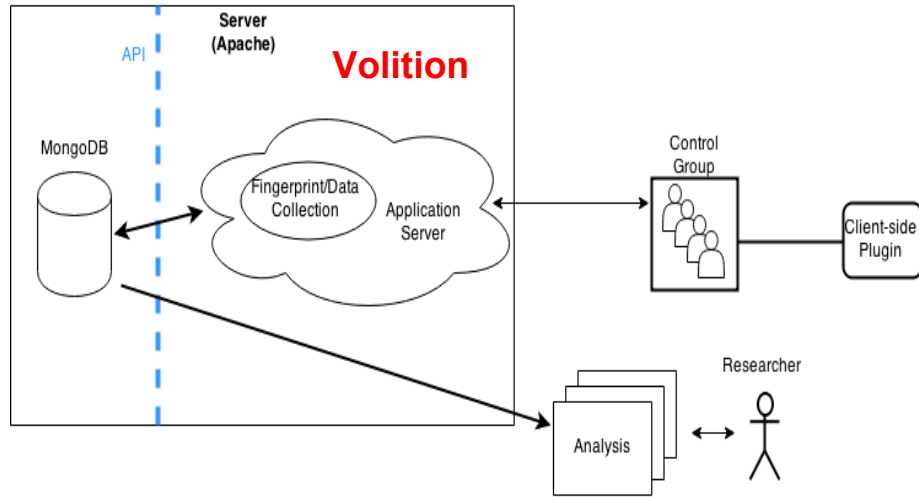 Server
(Apache)
API
Volition
MongoDB
Fingerprint/Data
Collection
Application
Server
Control
Group
Client-side
Plugin
Researcher
Analysis